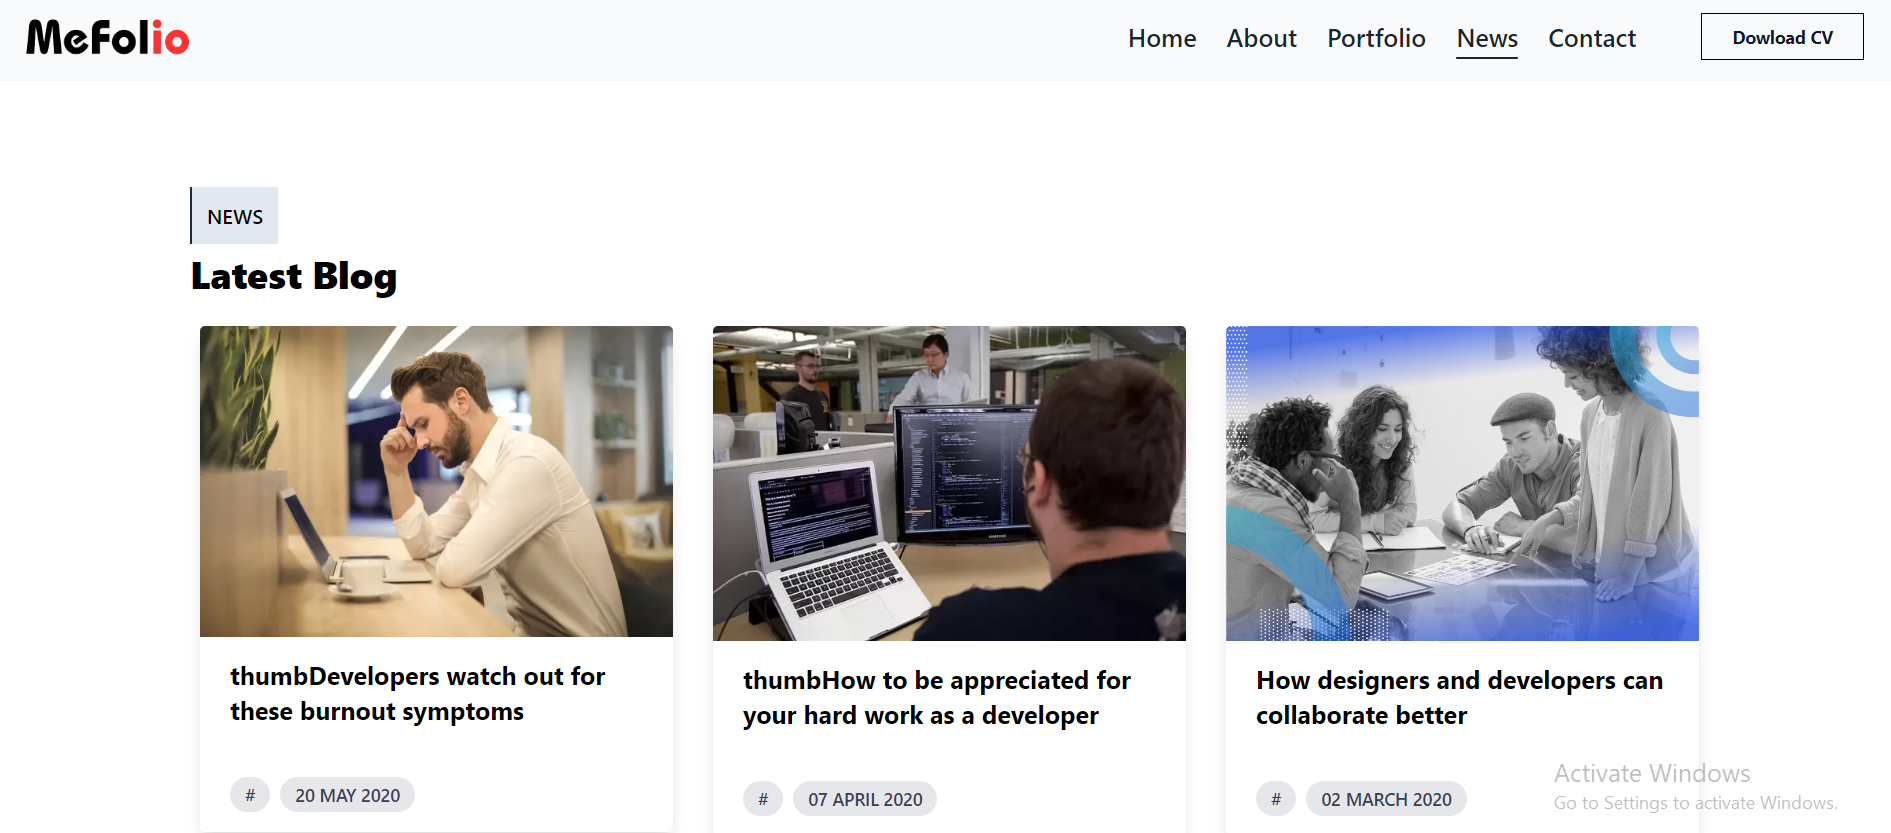 MeFolio
Home About Portfolio News Contact Dowload CV
NEWS
Latest Blog
thumbDevelopers watch out for
these burnout symptoms
# 20 MAY 2020
thumbHow to be appreciated for
your hard work as a developer
# 07 APRIL 2020
How designers and developers can
collaborate better
# 02 MARCH 2020
Activate Windows
Go to Settings to activate Windows.